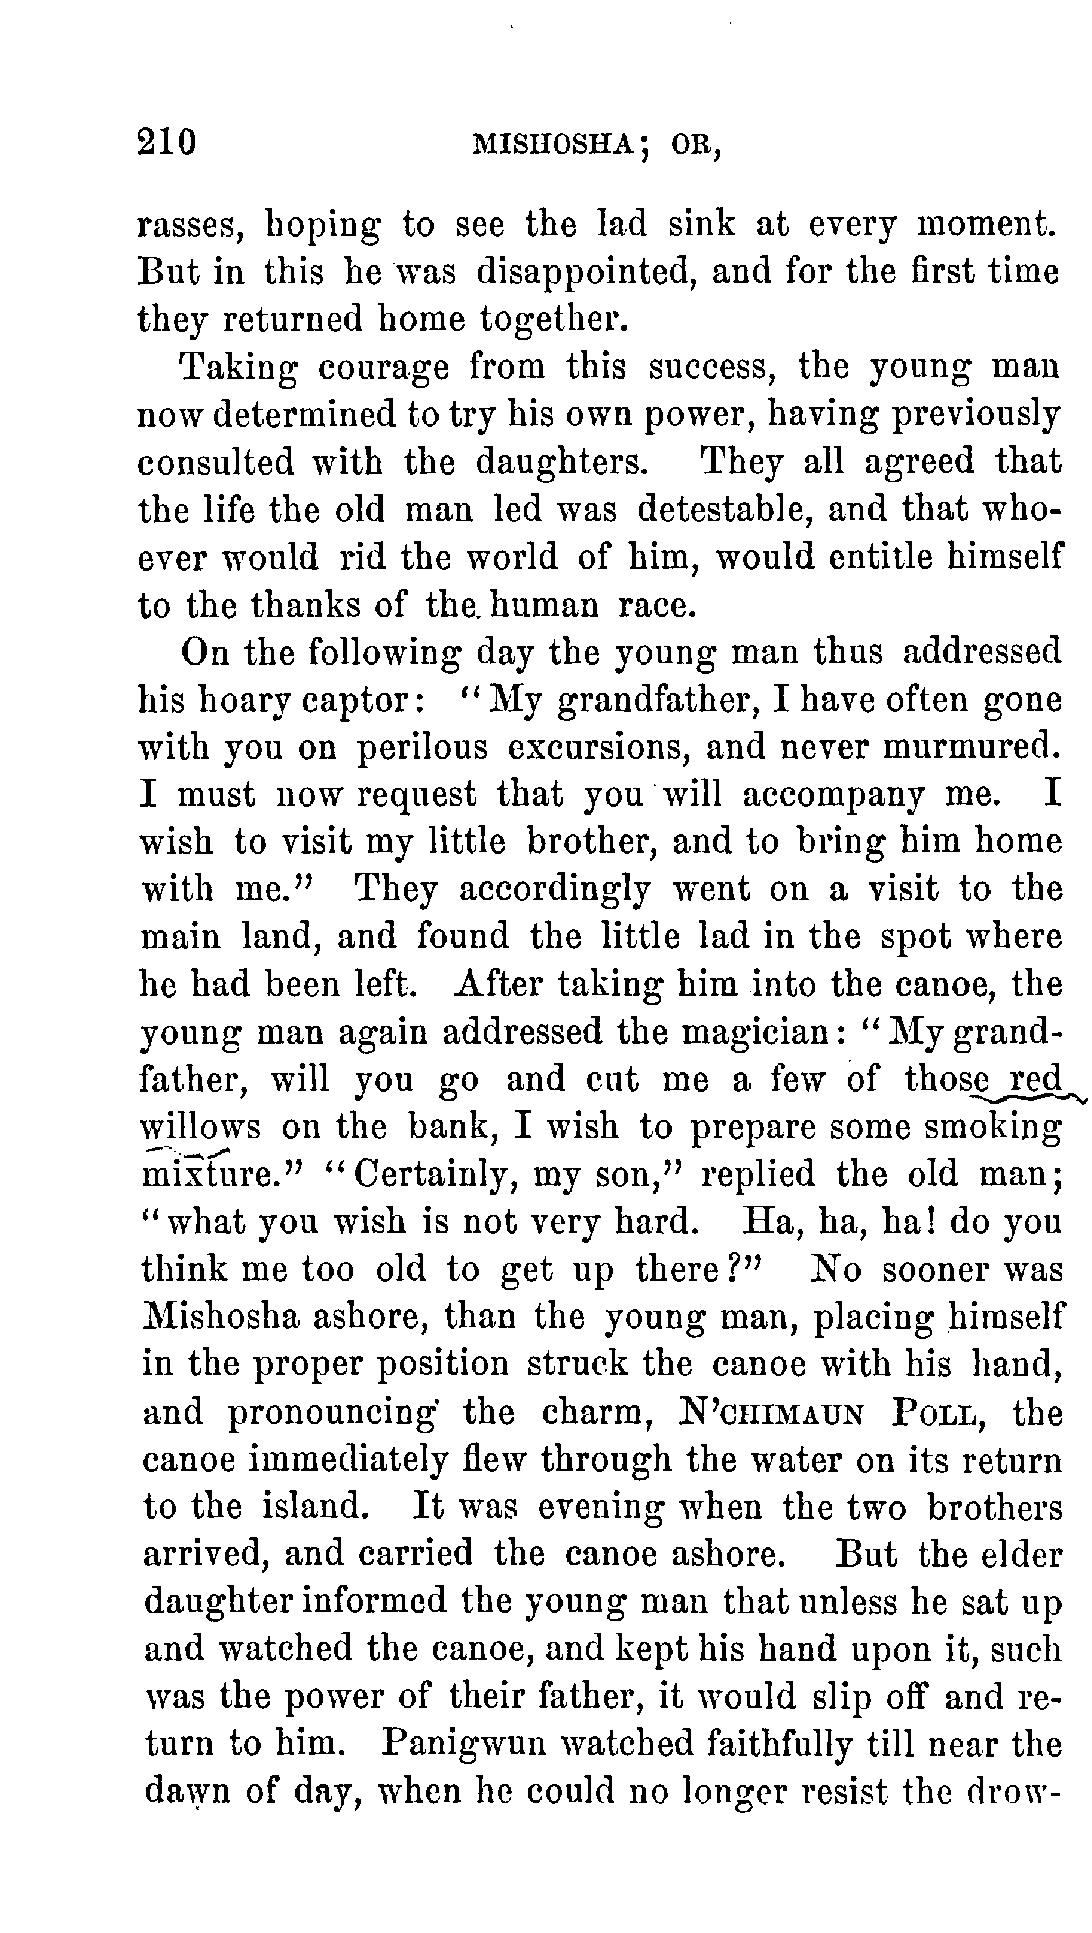 210 MISHOSHA; OR,
rasses, hoping to see the lad sink at every moment.
But in this he was disappointed, and for the first time
they returned home together.
Taking courage from this success, the young man
now determined to try his own power, having previously
consulted with the daughters. They all agreed that
the life the old man led was detestable, and that who-
ever would rid the world of him, would entitle himself
to the thanks of the human race.
On the following day the young man thus addressed
his hoary captor: "My grandfather, I have often gone
with you on perilous excursions, and never murmured.
I must now request that you will accompany me. I
wish to visit my little brother, and to bring him home
with me." They accordingly went on a visit to the
main land, and found the little lad in the spot where
he had been left. After taking him into the canoe, the
young man again addressed the magician: "My grand-
father, will you go and cut me a few of those red
willows on the bank, I wish to prepare some smoking
mixture." "Certainly, my son," replied the old man;
"what you wish is not very hard. Ha, ha, ha! do you
think me too old to get up there?" No sooner was
Mishosha ashore, than the young man, placing himself
in the proper position struck the canoe with his hand,
and pronouncing the charm, N'CHIMAUN POLL, the
canoe immediately flew through the water on its return
to the island. It was evening when the two brothers
arrived, and carried the canoe ashore. But the elder
daughter informed the young man that unless he sat up
and watched the canoe, and kept his hand upon it, such
was the power of their father, it would slip off and re-
turn to him. Panigwun watched faithfully till near the
dawn of day, when he could no longer resist the drow-